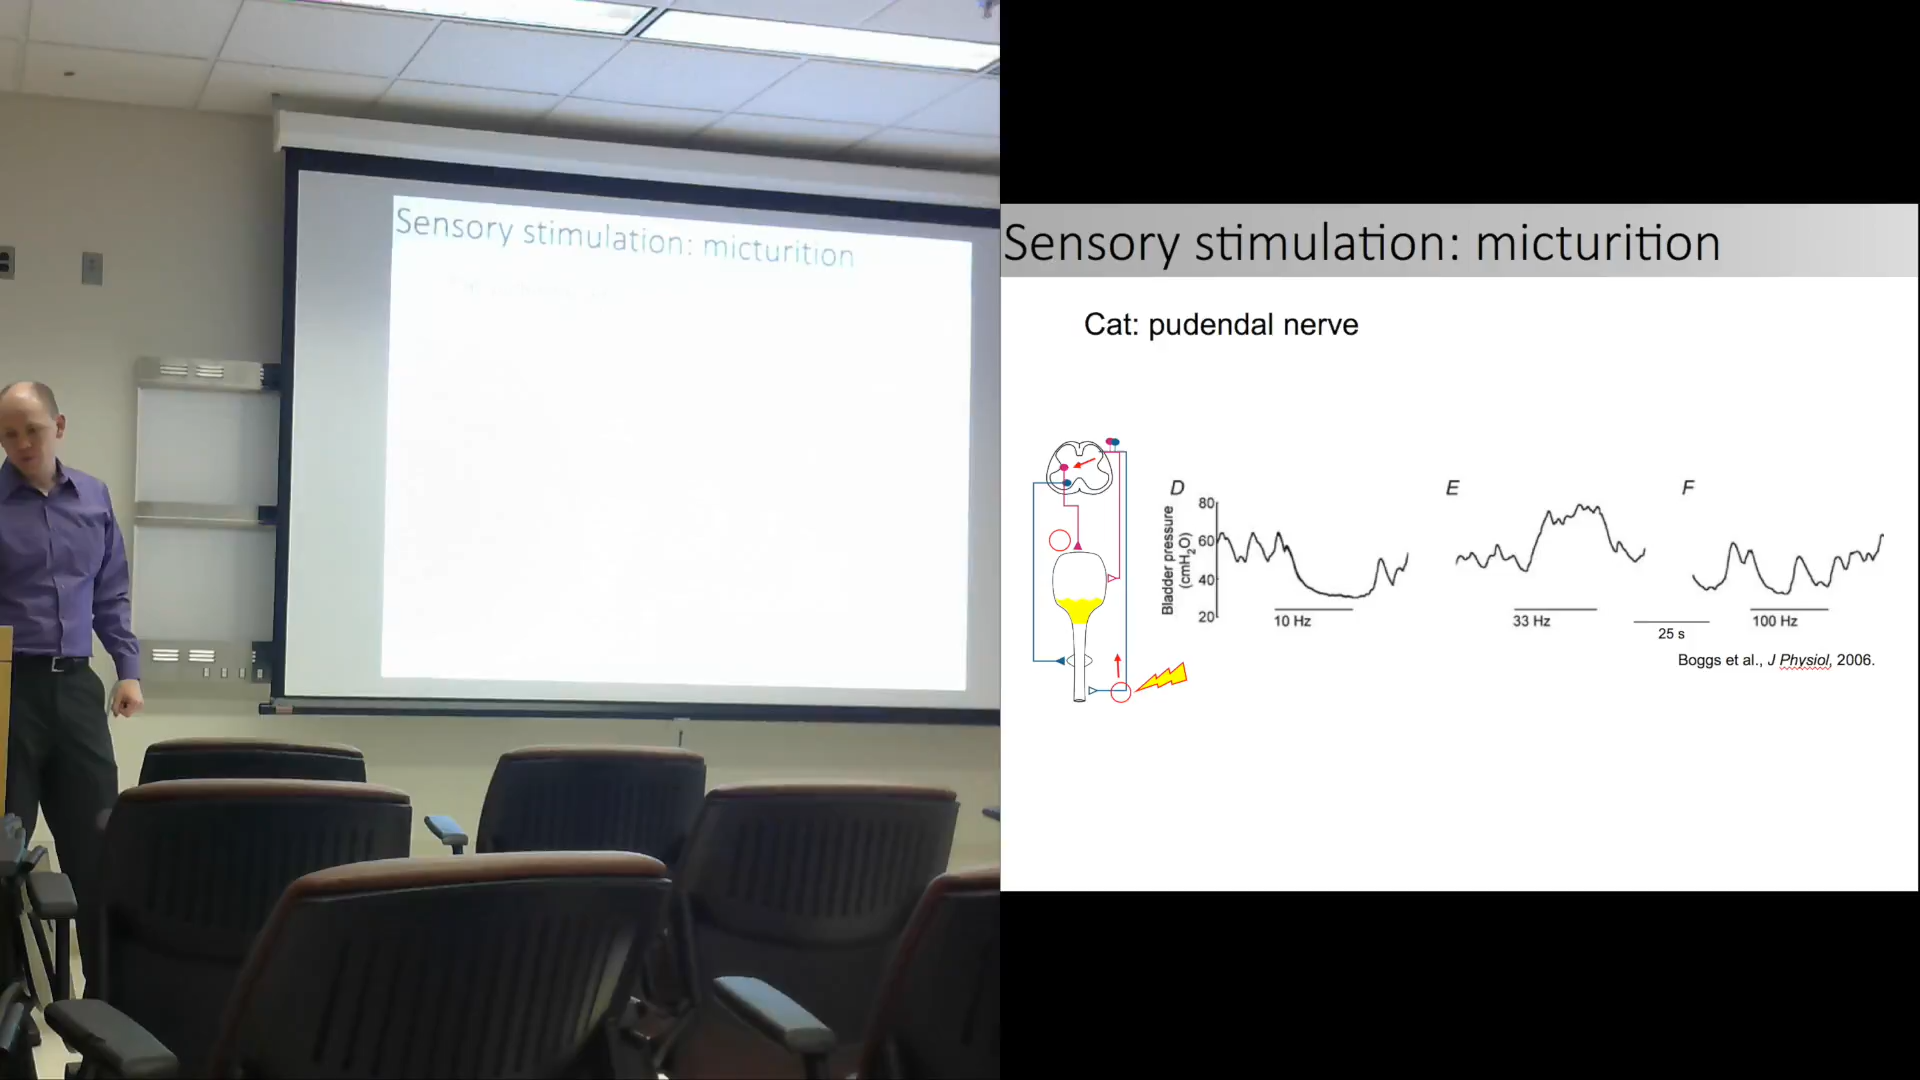 Sensory stimulation: micturition
Sensory stimulation: micturition
Cat: pudendal nerve
D
E
F
Bladder pressure
(cmH2O)
80
60
40
20
10 Hz
33 Hz
100 Hz
25 s
Boggs et al., J Physiol, 2006.